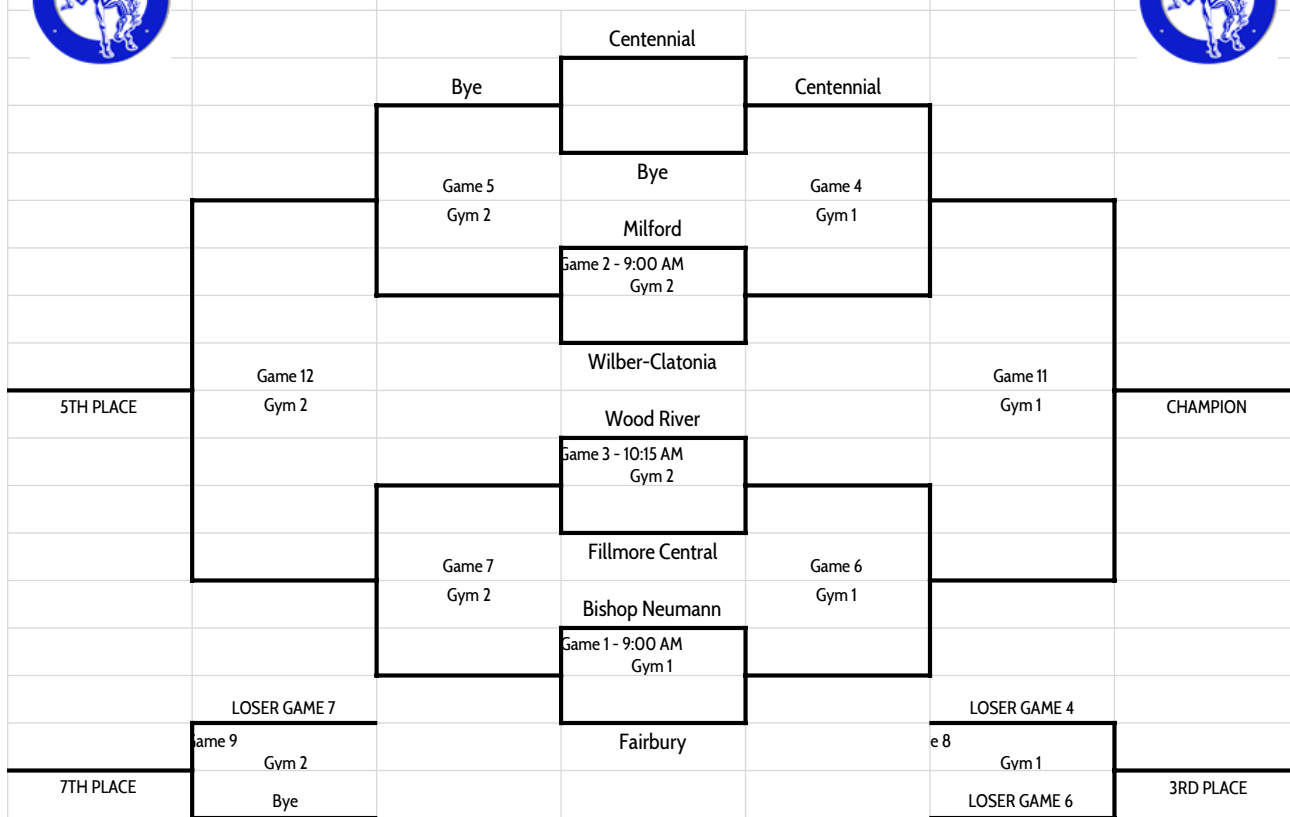 Centennial
Bye
Centennial
Bye
Game 5
Gym 2
Game 4
Gym 1
Milford
Game 2 - 9:00 AM
Gym 2
Wilber-Clatonia
Game 12
Gym 2
Game 11
Gym 1
5TH PLACE
CHAMPION
Wood River
Game 3 - 10:15 AM
Gym 2
Fillmore Central
Game 7
Gym 2
Game 6
Gym 1
Bishop Neumann
Game 1 - 9:00 AM
Gym 1
Fairbury
LOSER GAME 7
LOSER GAME 4
ame 9
Gym 2
e 8
Gym 1
7TH PLACE
3RD PLACE
Bye
LOSER GAME 6